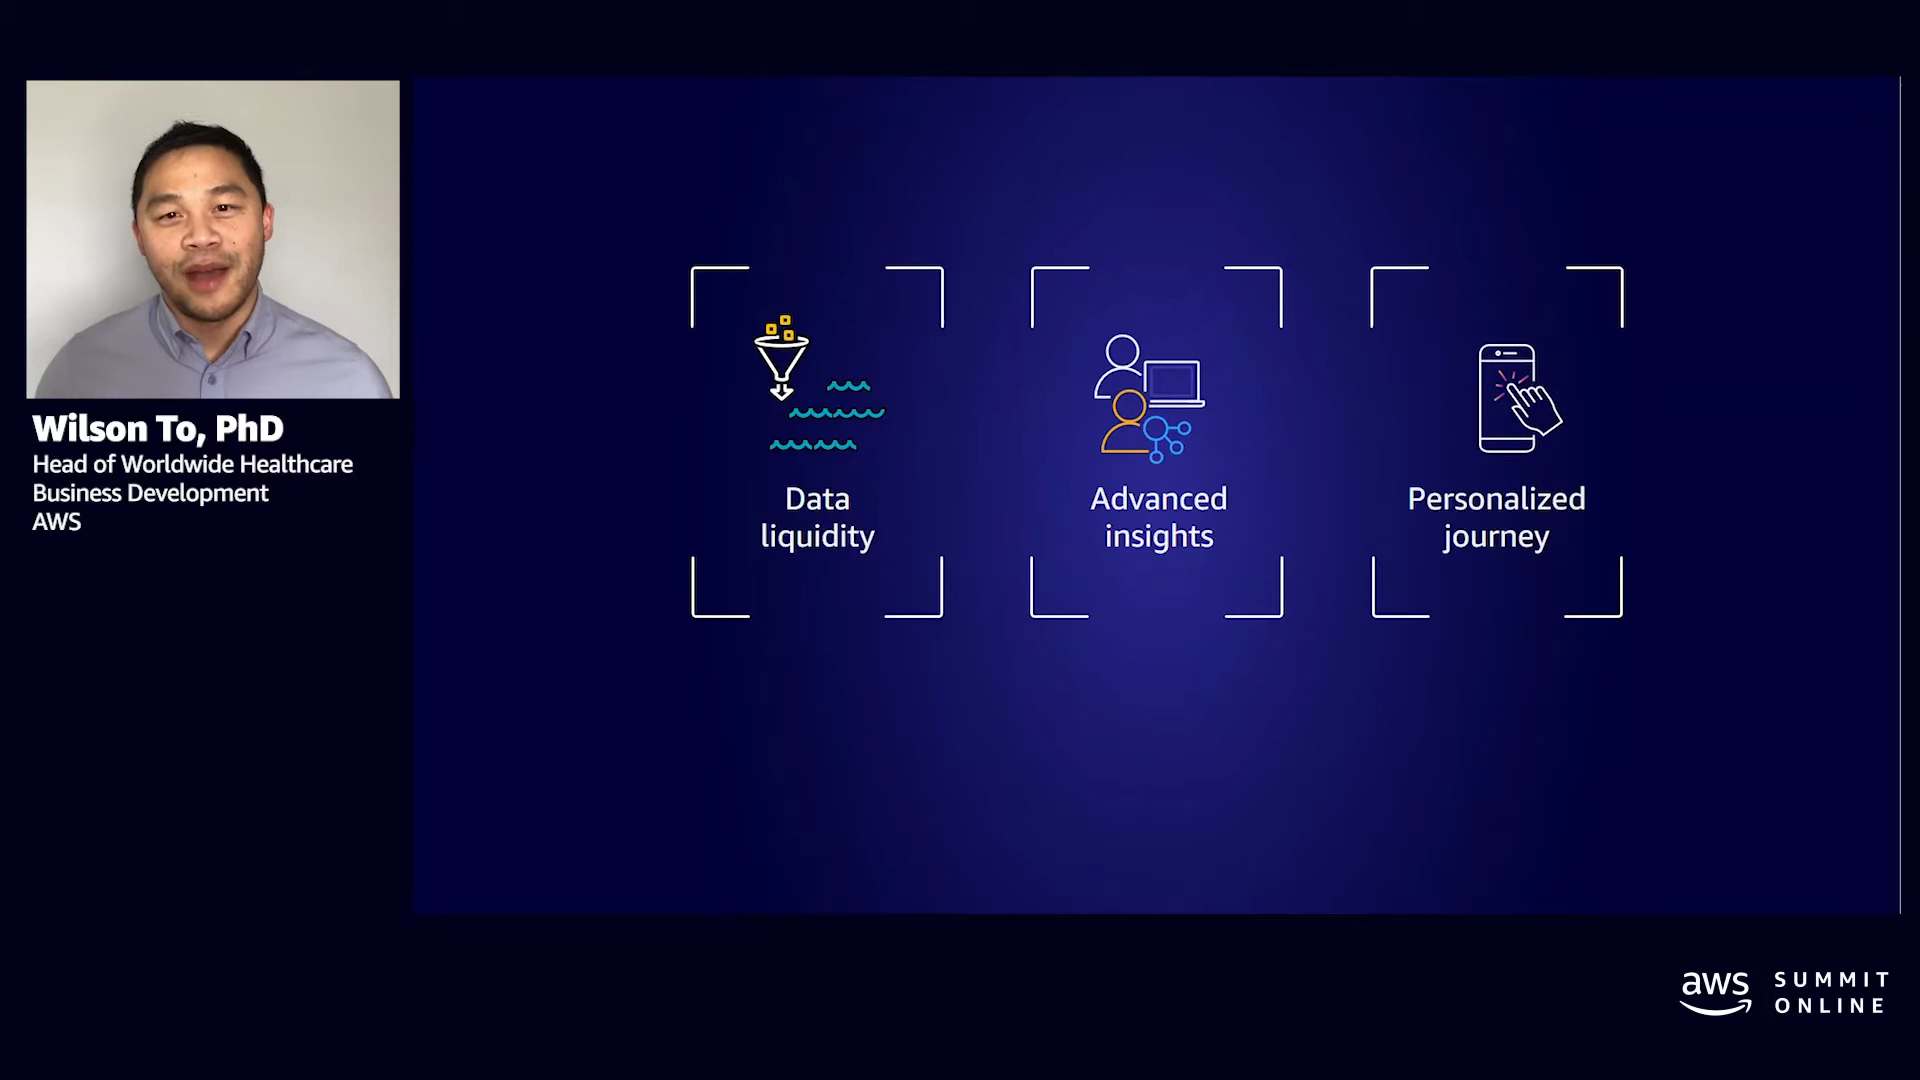 Wilson To, PhD
Head of Worldwide Healthcare
Business Development
AWS
Data
liquidity
Advanced
insights
Personalized
journey
aws
SUMMIT
ONLINE